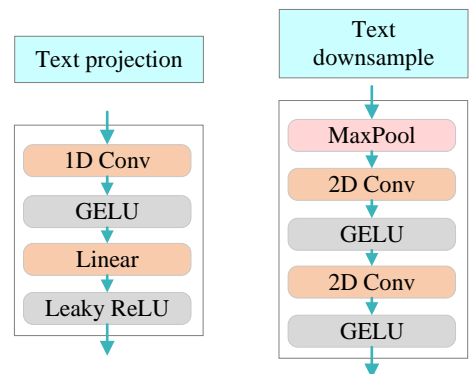 Text projection
1D Conv
GELU
Linear
Leaky ReLU
Text
downsample
MaxPool
2D Conv
GELU
2D Conv
GELU